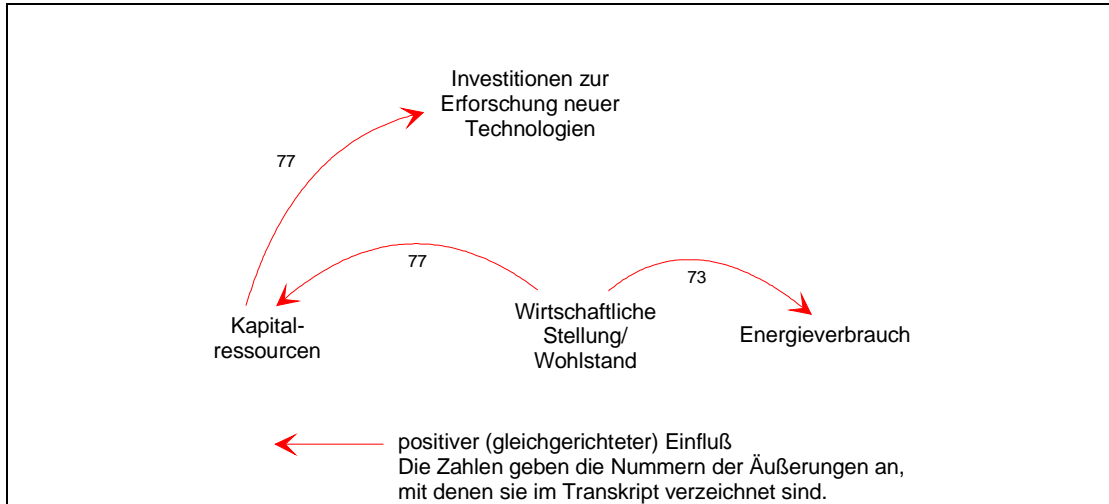 Investitionen zur
Erforschung neuer
Technologien
77
77
73
Kapital-
ressourcen
Wirtschaftliche
Stellung/
Wohlstand
Energieverbrauch
positiver (gleichgerichteter) Einfluß
Die Zahlen geben die Nummern der Äußerungen an,
mit denen sie im Transkript verzeichnet sind.